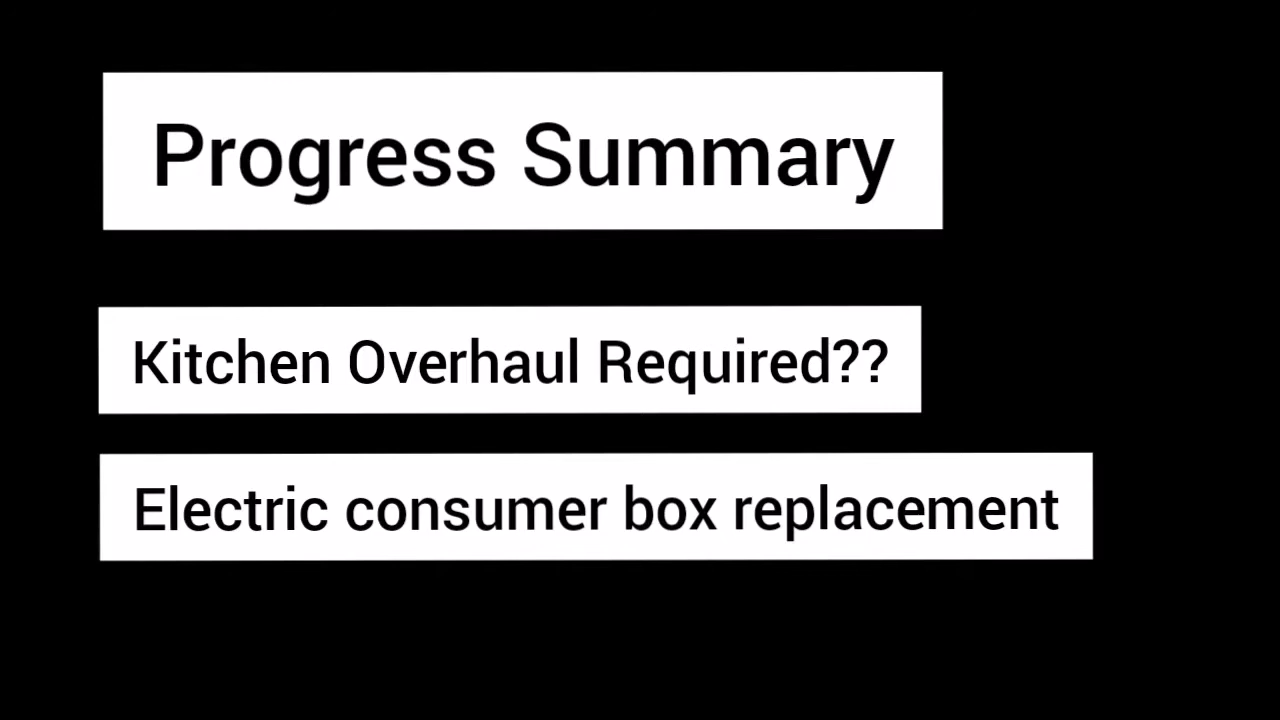 Progress Summary
Kitchen Overhaul Required??
Electric consumer box replacement